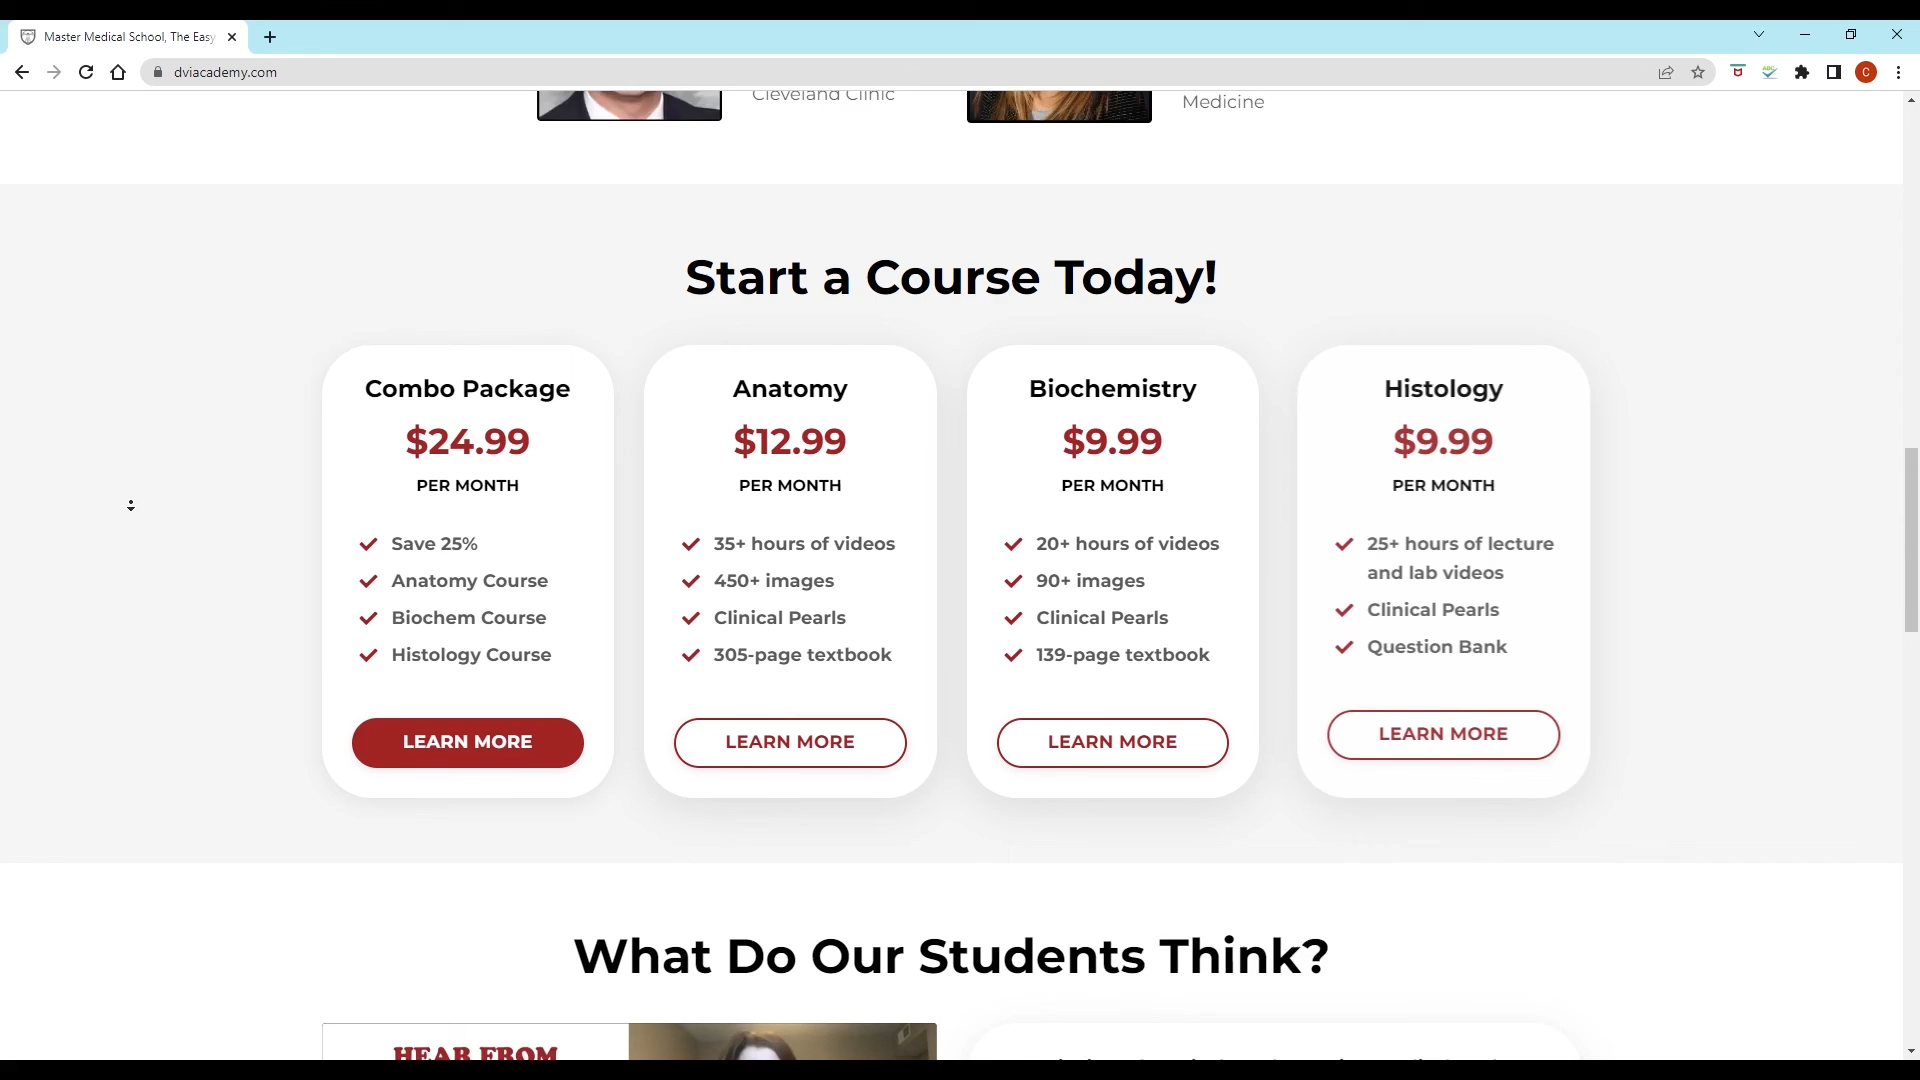 Master Medical School, The Easy
dviacademy.com
C
Cleveland Clinic
Medicine
Start a Course Today!
Combo Package
$24.99
PER MONTH
Save 25%
Anatomy Course
Biochem Course
Histology Course
LEARN MORE
Anatomy
$12.99
PER MONTH
35+ hours of videos
450+ images
Clinical Pearls
305-page textbook
LEARN MORE
Biochemistry
$9.99
PER MONTH
20+ hours of videos
90+ images
Clinical Pearls
139-page textbook
LEARN MORE
Histology
$9.99
PER MONTH
25+ hours of lecture
and lab videos
Clinical Pearls
Question Bank
LEARN MORE
What Do Our Students Think?
HEAR FROM